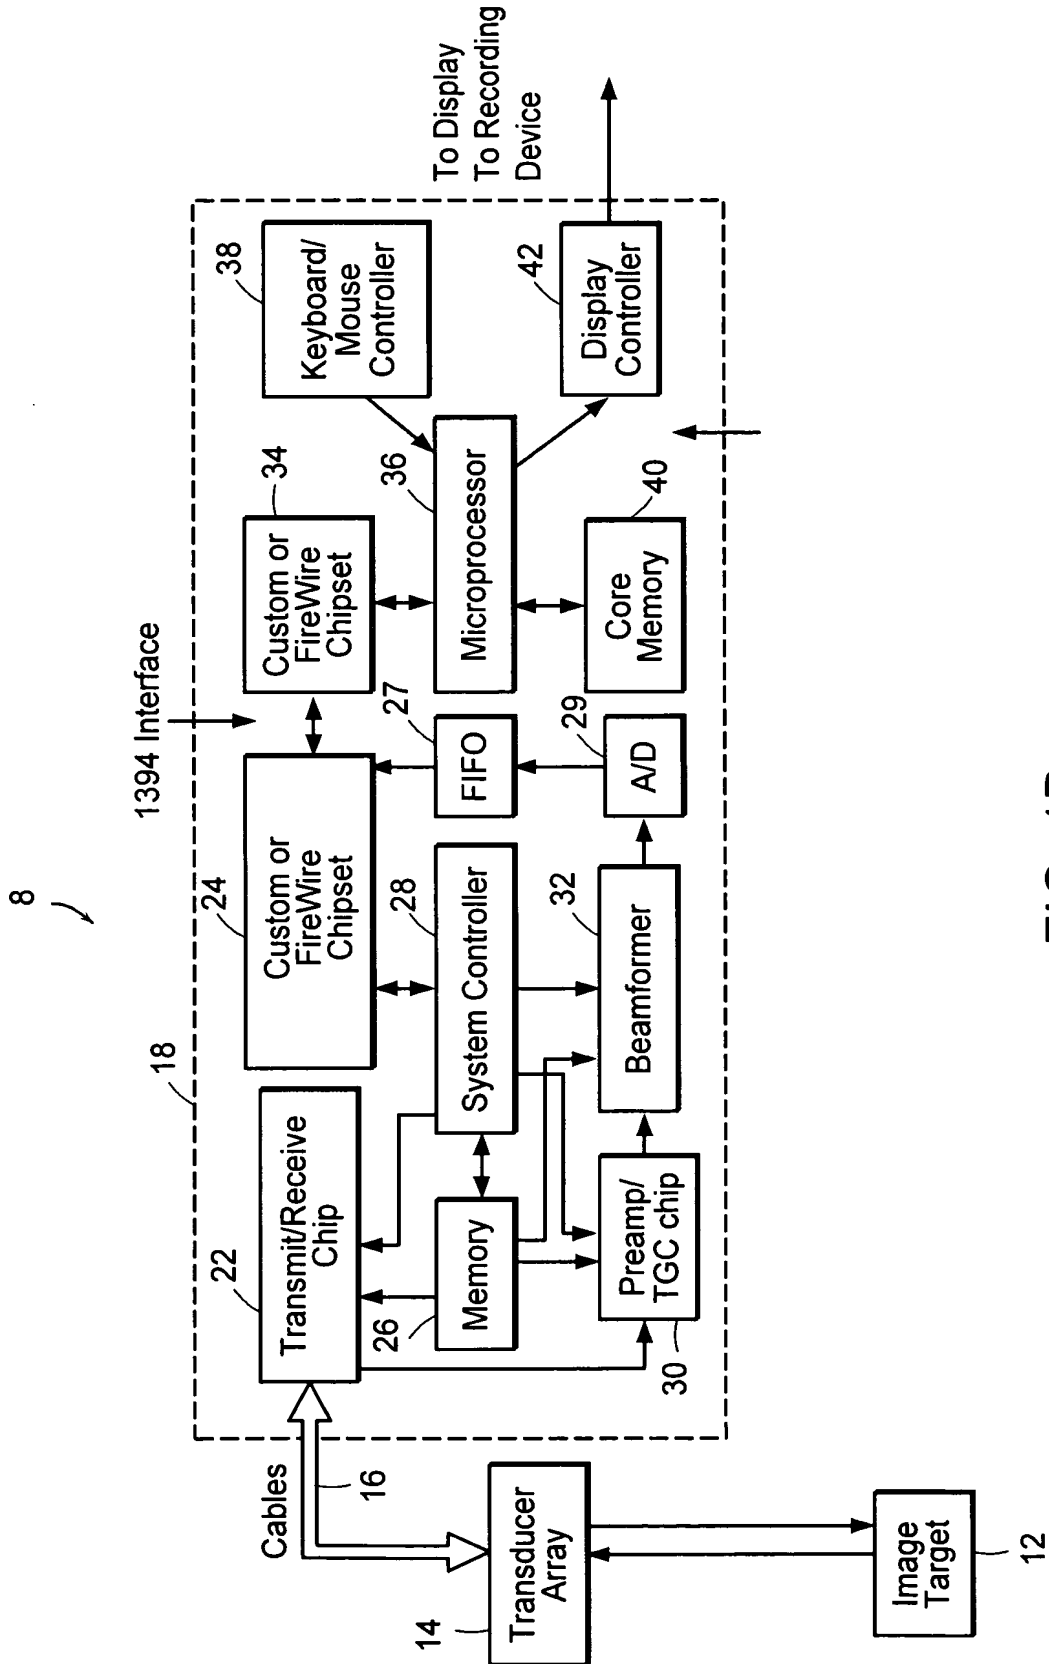 8
1394 Interface
To Display
To Recording
Device
18
22
Transmit/Receive
Chip
24
Custom or
FireWire
Chipset
34
Custom or
FireWire
Chipset
38
Keyboard/
Mouse
Controller
Cables
16
26
Memory
28
System Controller
27
FIFO
36
Microprocessor
42
Display
Controller
30
Preamp/
TGC chip
32
Beamformer
29
A/D
40
Core
Memory
14
Transducer
Array
12
Image
Target